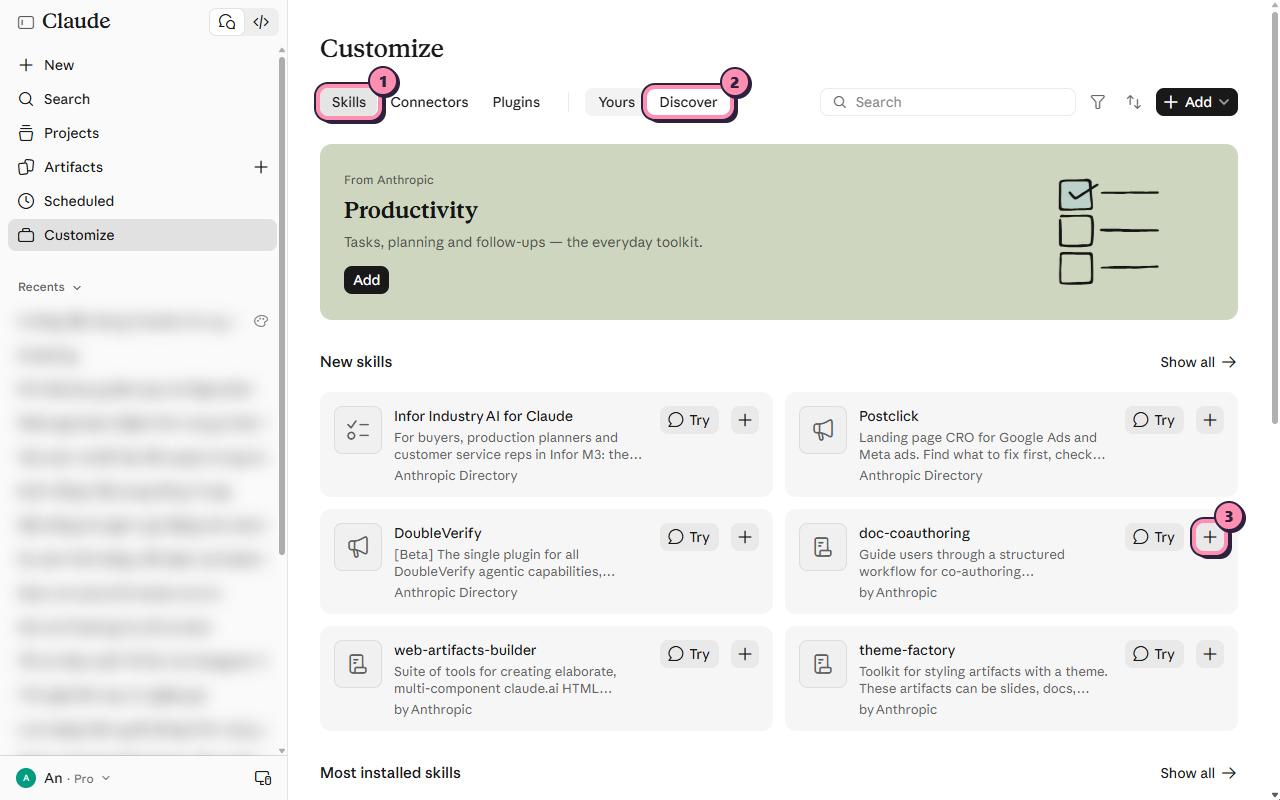 Claude
New
Search
Projects
Artifacts
Scheduled
Customize
Recents
A
An · Pro
Customize
Skills
1
Connectors
Plugins
Yours
Discover
2
Search
Add
From Anthropic
Productivity
Tasks, planning and follow-ups — the everyday toolkit.
Add
New skills
Show all
Infor Industry AI for Claude
For buyers, production planners and
customer service reps in Infor M3: the...
Anthropic Directory
Try
Postclick
Landing page CRO for Google Ads and
Meta ads. Find what to fix first, check...
Anthropic Directory
Try
DoubleVerify
[Beta] The single plugin for all
DoubleVerify agentic capabilities,...
Anthropic Directory
Try
doc-coauthoring
Guide users through a structured
workflow for co-authoring...
by Anthropic
Try
3
web-artifacts-builder
Suite of tools for creating elaborate,
multi-component claude.ai HTML...
by Anthropic
Try
theme-factory
Toolkit for styling artifacts with a theme.
These artifacts can be slides, docs,...
by Anthropic
Try
Most installed skills
Show all